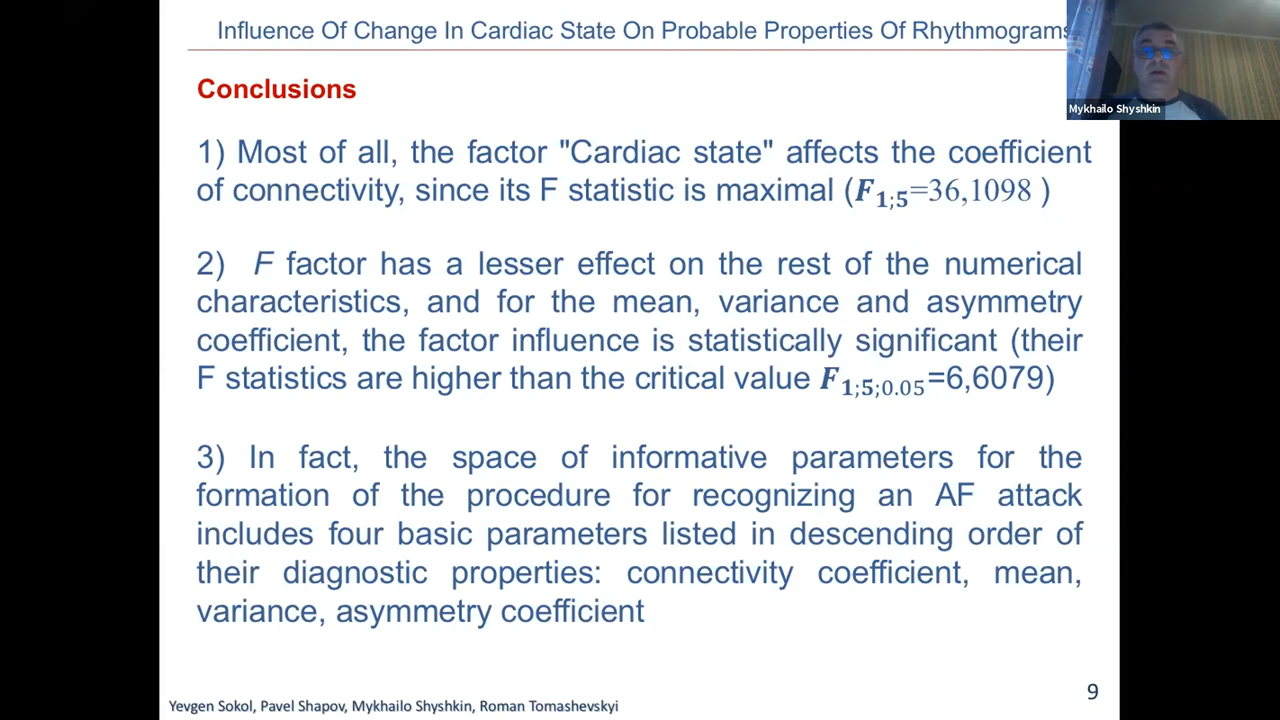 Influence Of Change In Cardiac State On Probable Properties Of Rhythmograms
Mykhailo Shyshkin
Conclusions
1) Most of all, the factor "Cardiac state" affects the coefficient
of connectivity, since its F statistic is maximal (F1;5=36,1098 )
2) F factor has a lesser effect on the rest of the numerical
characteristics, and for the mean, variance and asymmetry
coefficient, the factor influence is statistically significant (their
F statistics are higher than the critical value F1;5;0.05=6,6079)
3) In fact, the space of informative parameters for the
formation of the procedure for recognizing an AF attack
includes four basic parameters listed in descending order of
their diagnostic properties: connectivity coefficient, mean,
variance, asymmetry coefficient
9
Yevgen Sokol, Pavel Shapov, Mykhailo Shyshkin, Roman Tomashevskyi